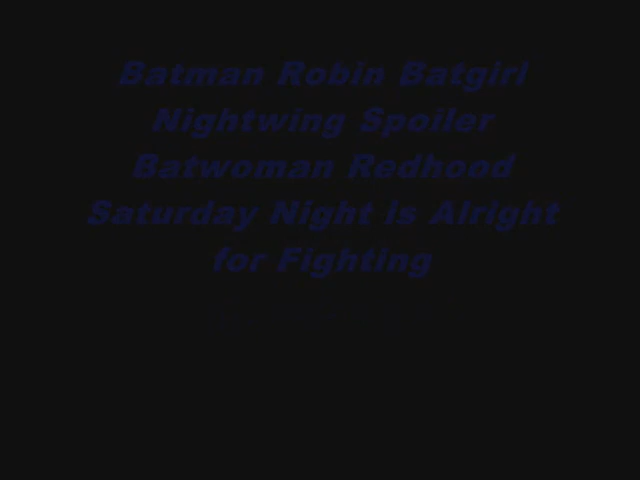 Batman Robin Batgirl
Nightwing Spoiler
Batwoman Redhood
Saturday Night is Alright
for Fighting